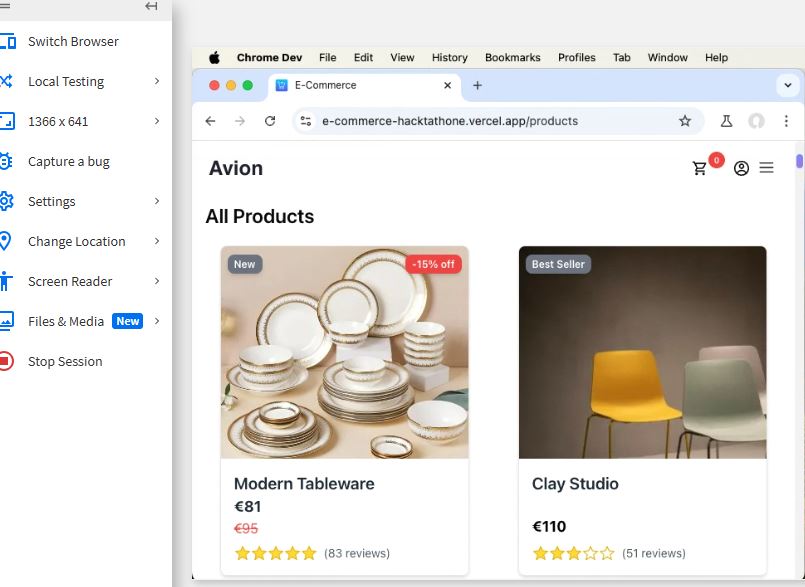 Switch Browser
Local Testing
1366 x 641
Capture a bug
Settings
Change Location
Screen Reader
Files & Media New
Stop Session
Chrome Dev File Edit View History Bookmarks Profiles Tab Window Help
E-Commerce
e-commerce-hacktathone.vercel.app/products
Avion
0
All Products
New
-15% off
Modern Tableware
€81
€95
(83 reviews)
Best Seller
Clay Studio
€110
(51 reviews)